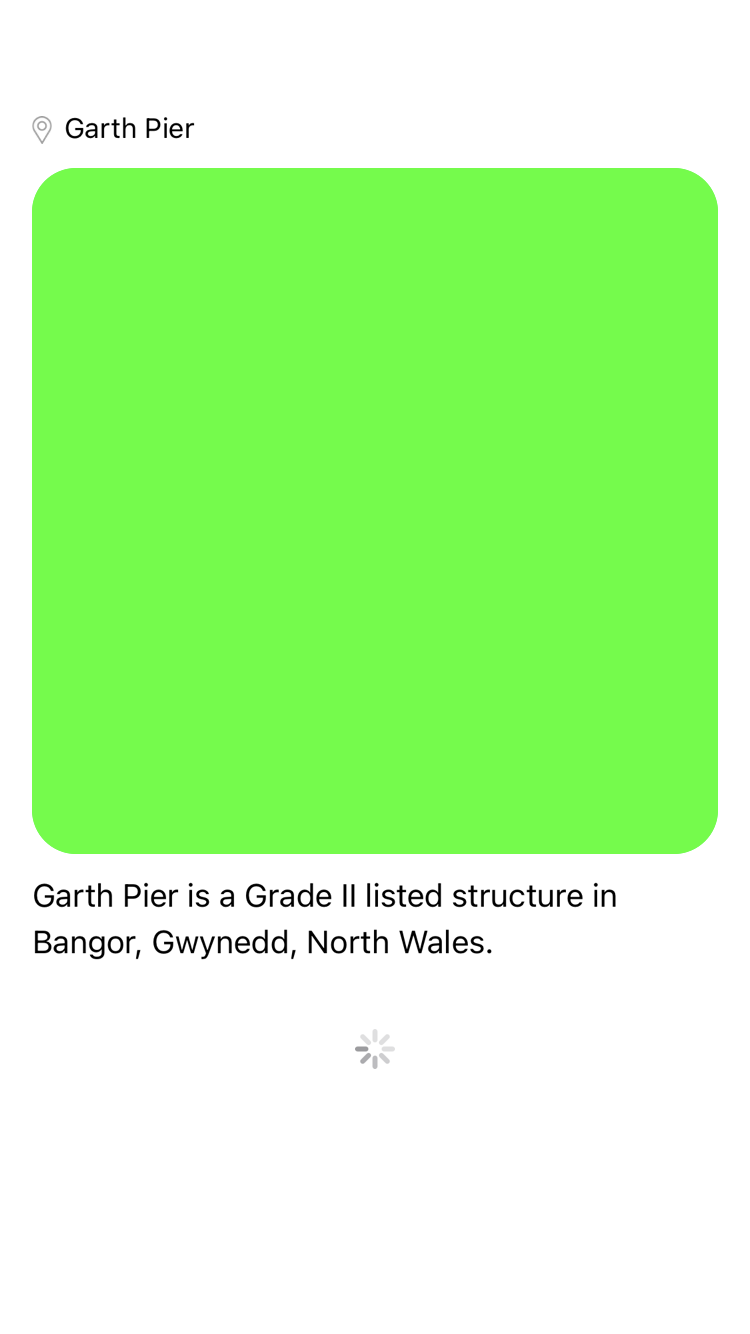 Garth Pier
Garth Pier is a Grade II listed structure in
Bangor, Gwynedd, North Wales.